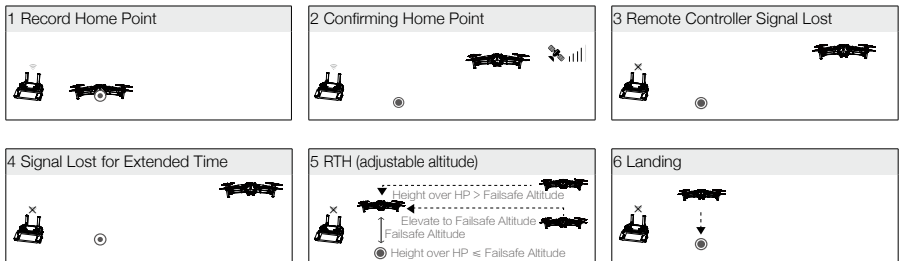 1 Record Home Point
2 Confirming Home Point
3 Remote Controller Signal Lost
4 Signal Lost for Extended Time
5 RTH (adjustable altitude)
Height over HP > Failsafe Altitude
Elevate to Failsafe Altitude
Failsafe Altitude
Height over HP ≤ Failsafe Altitude
6 Landing